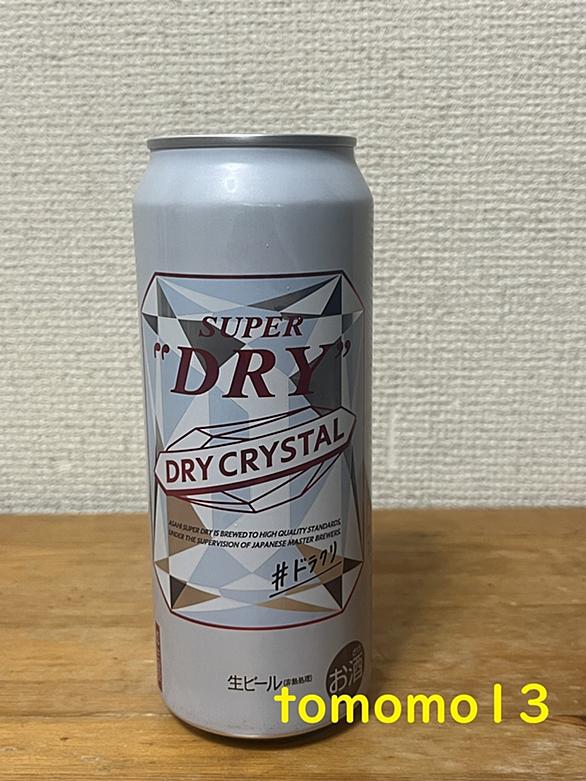 SUPER
"DRY"
DRY CRYSTAL
ASAHI SUPER DRY IS BREWED TO HIGH QUALITY STANDARDS,
UNDER THE SUPERVISION OF JAPANESE MASTER BREWERS.
#ドラクリ
生ビール(非熱処理)
お酒
tomomo13